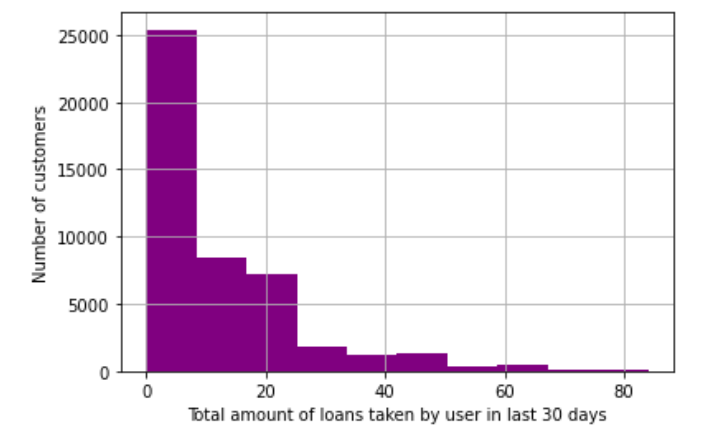 25000
20000
15000
10000
5000
0
Number of customers
0 20 40 60 80
Total amount of loans taken by user in last 30 days